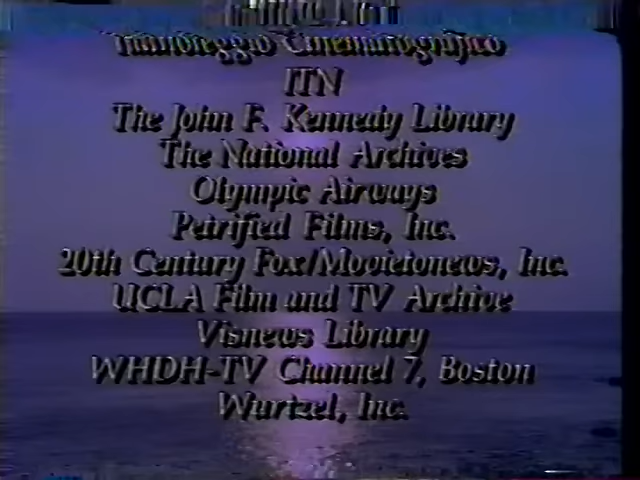 Cinematografico
ITN
The John F. Kennedy Library
The National Archives
Olympic Airways
Petrified Films, Inc.
20th Century Fox/Movietonews, Inc.
UCLA Film and TV Archive
Visnews Library
WHDH-TV Channel 7, Boston
Wurtzel, Inc.